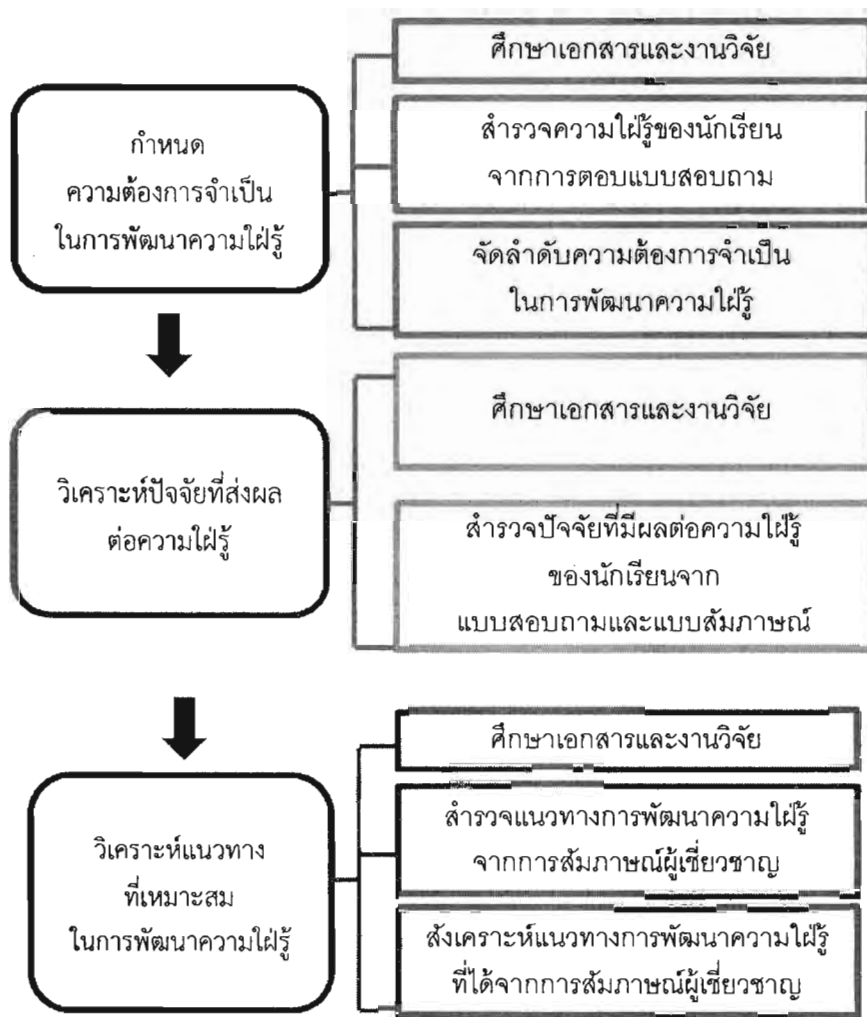 กำหนด
ความต้องการจำเป็น
ในการพัฒนาความใฝ่รู้
ศึกษาเอกสารและงานวิจัย
สำรวจความใฝ่รู้ของนักเรียน
จากการตอบแบบสอบถาม
จัดลำดับความต้องการจำเป็น
ในการพัฒนาความใฝ่รู้
วิเคราะห์ปัจจัยที่ส่งผล
ต่อความใฝ่รู้
ศึกษาเอกสารและงานวิจัย
สำรวจปัจจัยที่มีผลต่อความใฝ่รู้
ของนักเรียนจาก
แบบสอบถามและแบบสัมภาษณ์
วิเคราะห์แนวทาง
ที่เหมาะสม
ในการพัฒนาความใฝ่รู้
ศึกษาเอกสารและงานวิจัย
สำรวจแนวทางการพัฒนาความใฝ่รู้
จากการสัมภาษณ์ผู้เชี่ยวชาญ
สังเคราะห์แนวทางการพัฒนาความใฝ่รู้
ที่ได้จากการสัมภาษณ์ผู้เชี่ยวชาญ